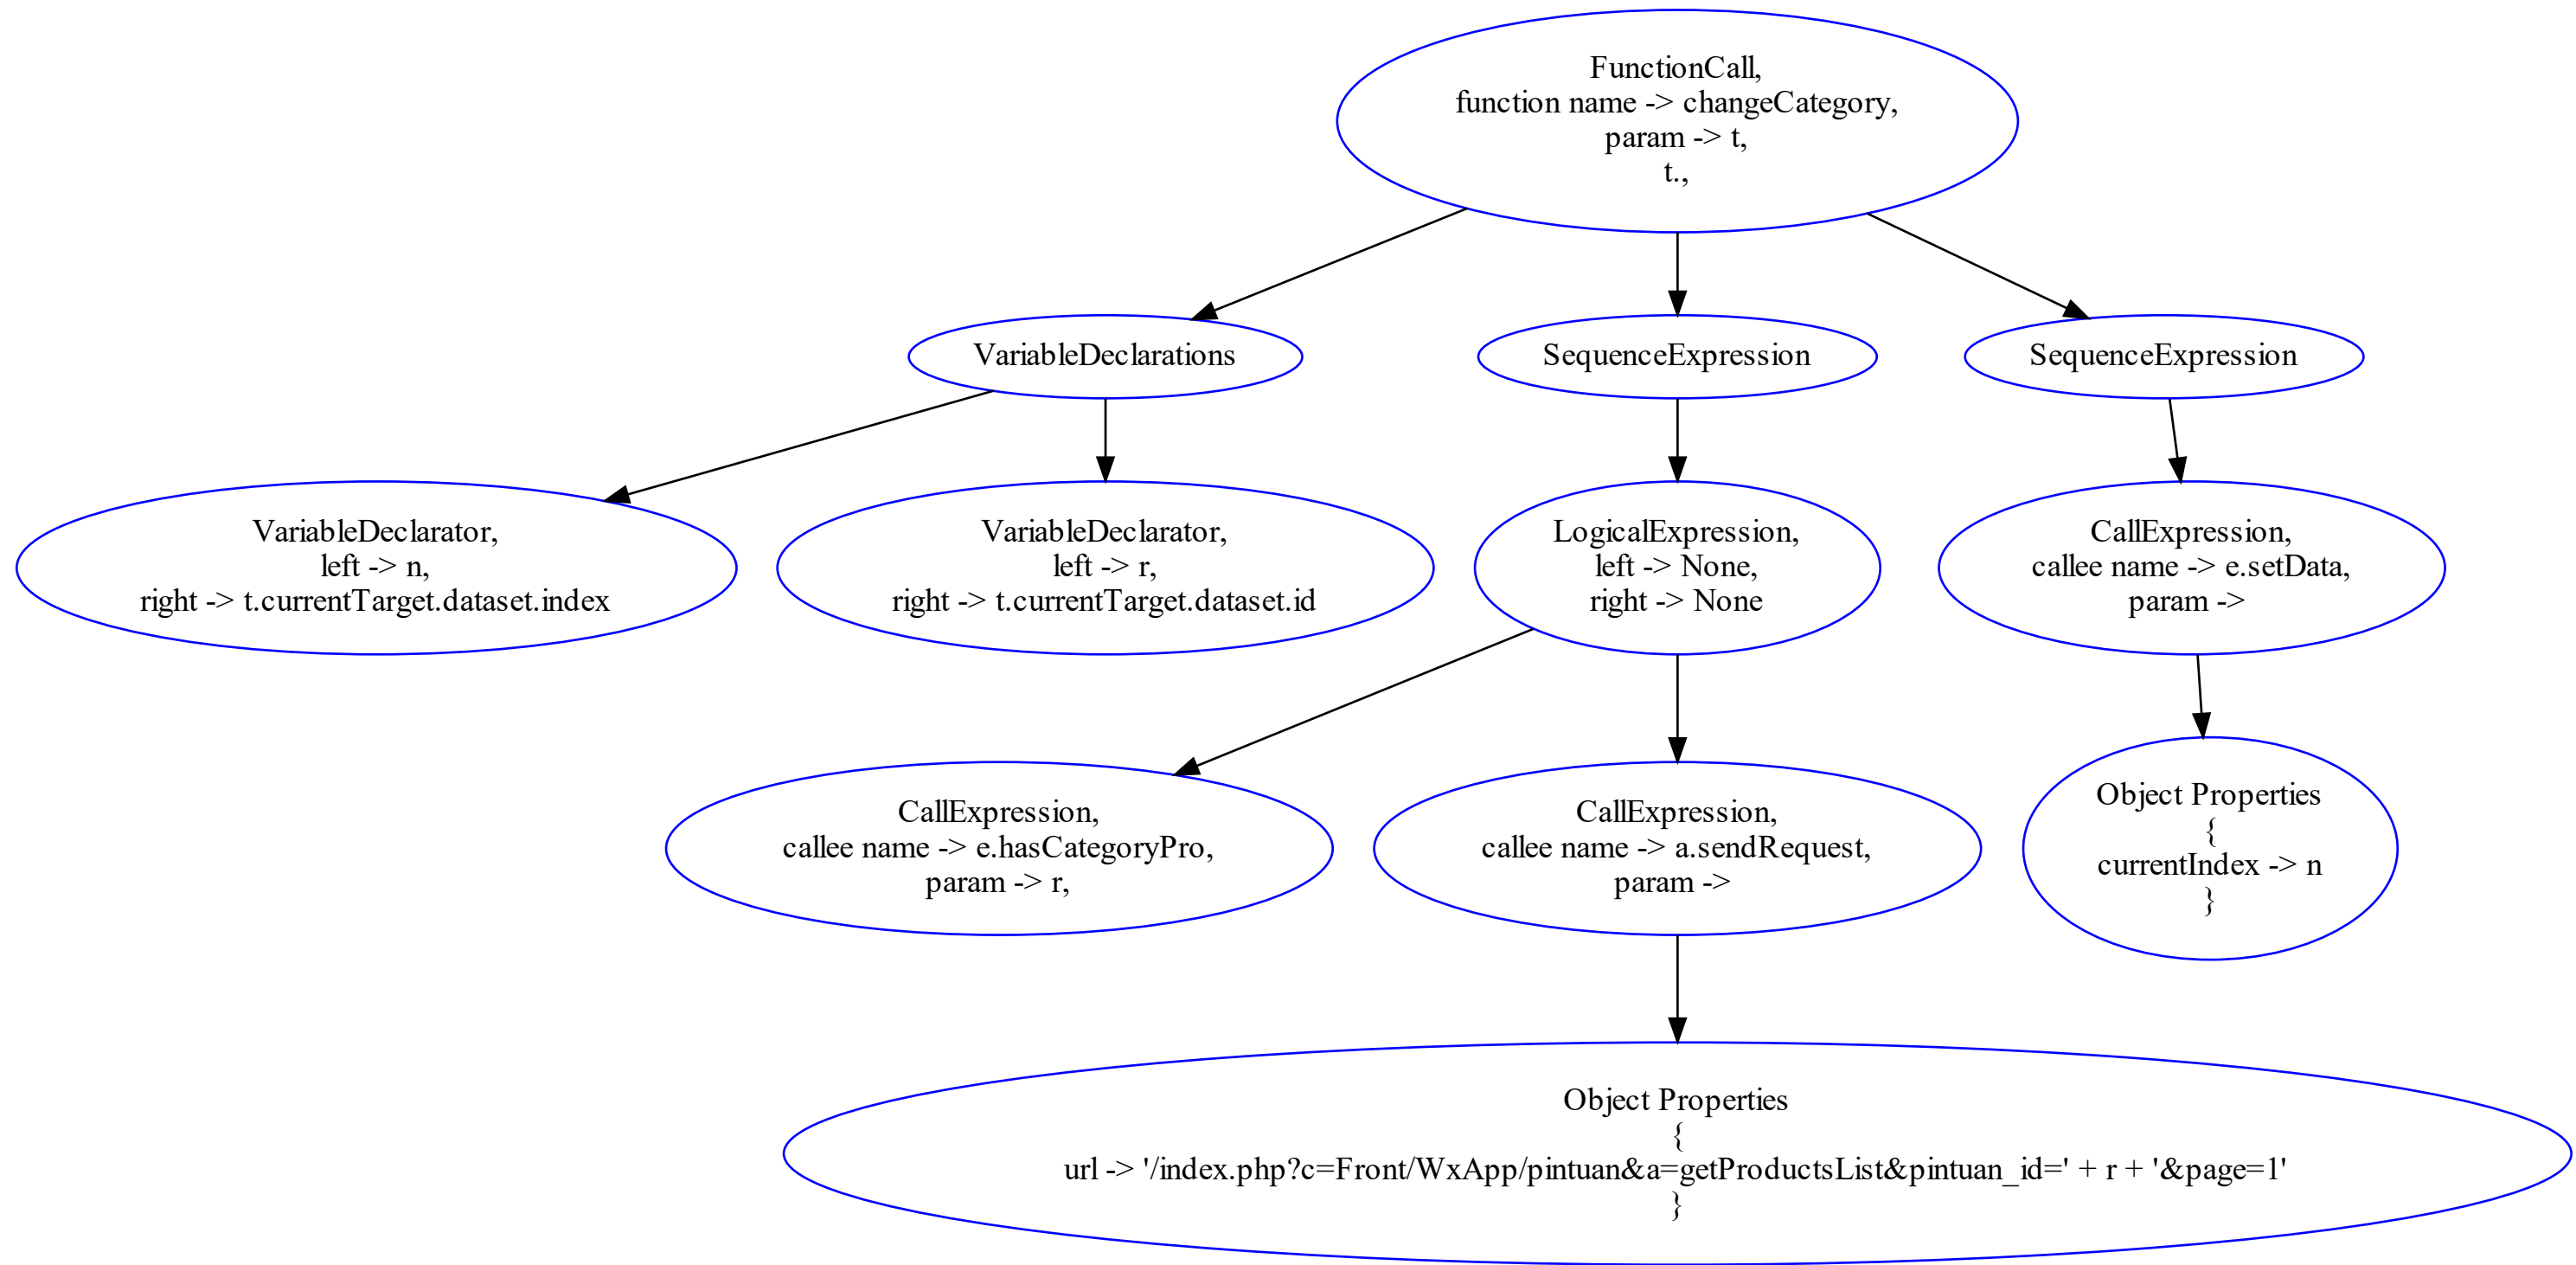 FunctionCall,
function name -> changeCategory,
param -> t,
t.,
VariableDeclarations
SequenceExpression
SequenceExpression
VariableDeclarator,
left -> n,
right -> t.currentTarget.dataset.index
VariableDeclarator,
left -> r,
right -> t.currentTarget.dataset.id
LogicalExpression,
left -> None,
right -> None
CallExpression,
callee name -> e.setData,
param ->
CallExpression,
callee name -> e.hasCategoryPro,
param -> r,
CallExpression,
callee name -> a.sendRequest,
param ->
Object Properties
{
currentIndex -> n
}
Object Properties
{
url -> '/index.php?c=Front/WxApp/pintuan&a=getProductsList&pintuan_id=' + r + '&page=1'
}